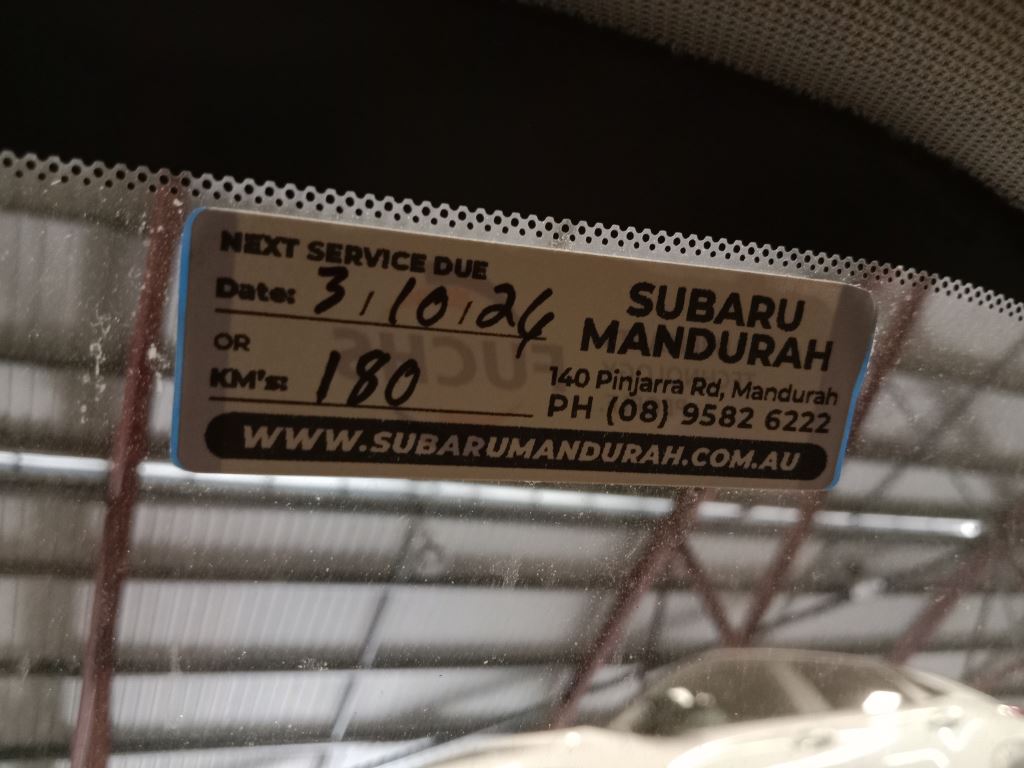 NEXT SERVICE DUE
Date: 3/10/24
OR
KM's: 180
SUBARU
MANDURAH
140 Pinjarra Rd, Mandurah
PH (08) 9582 6222
WWW.SUBARUMANDURAH.COM.AU
FUCHS